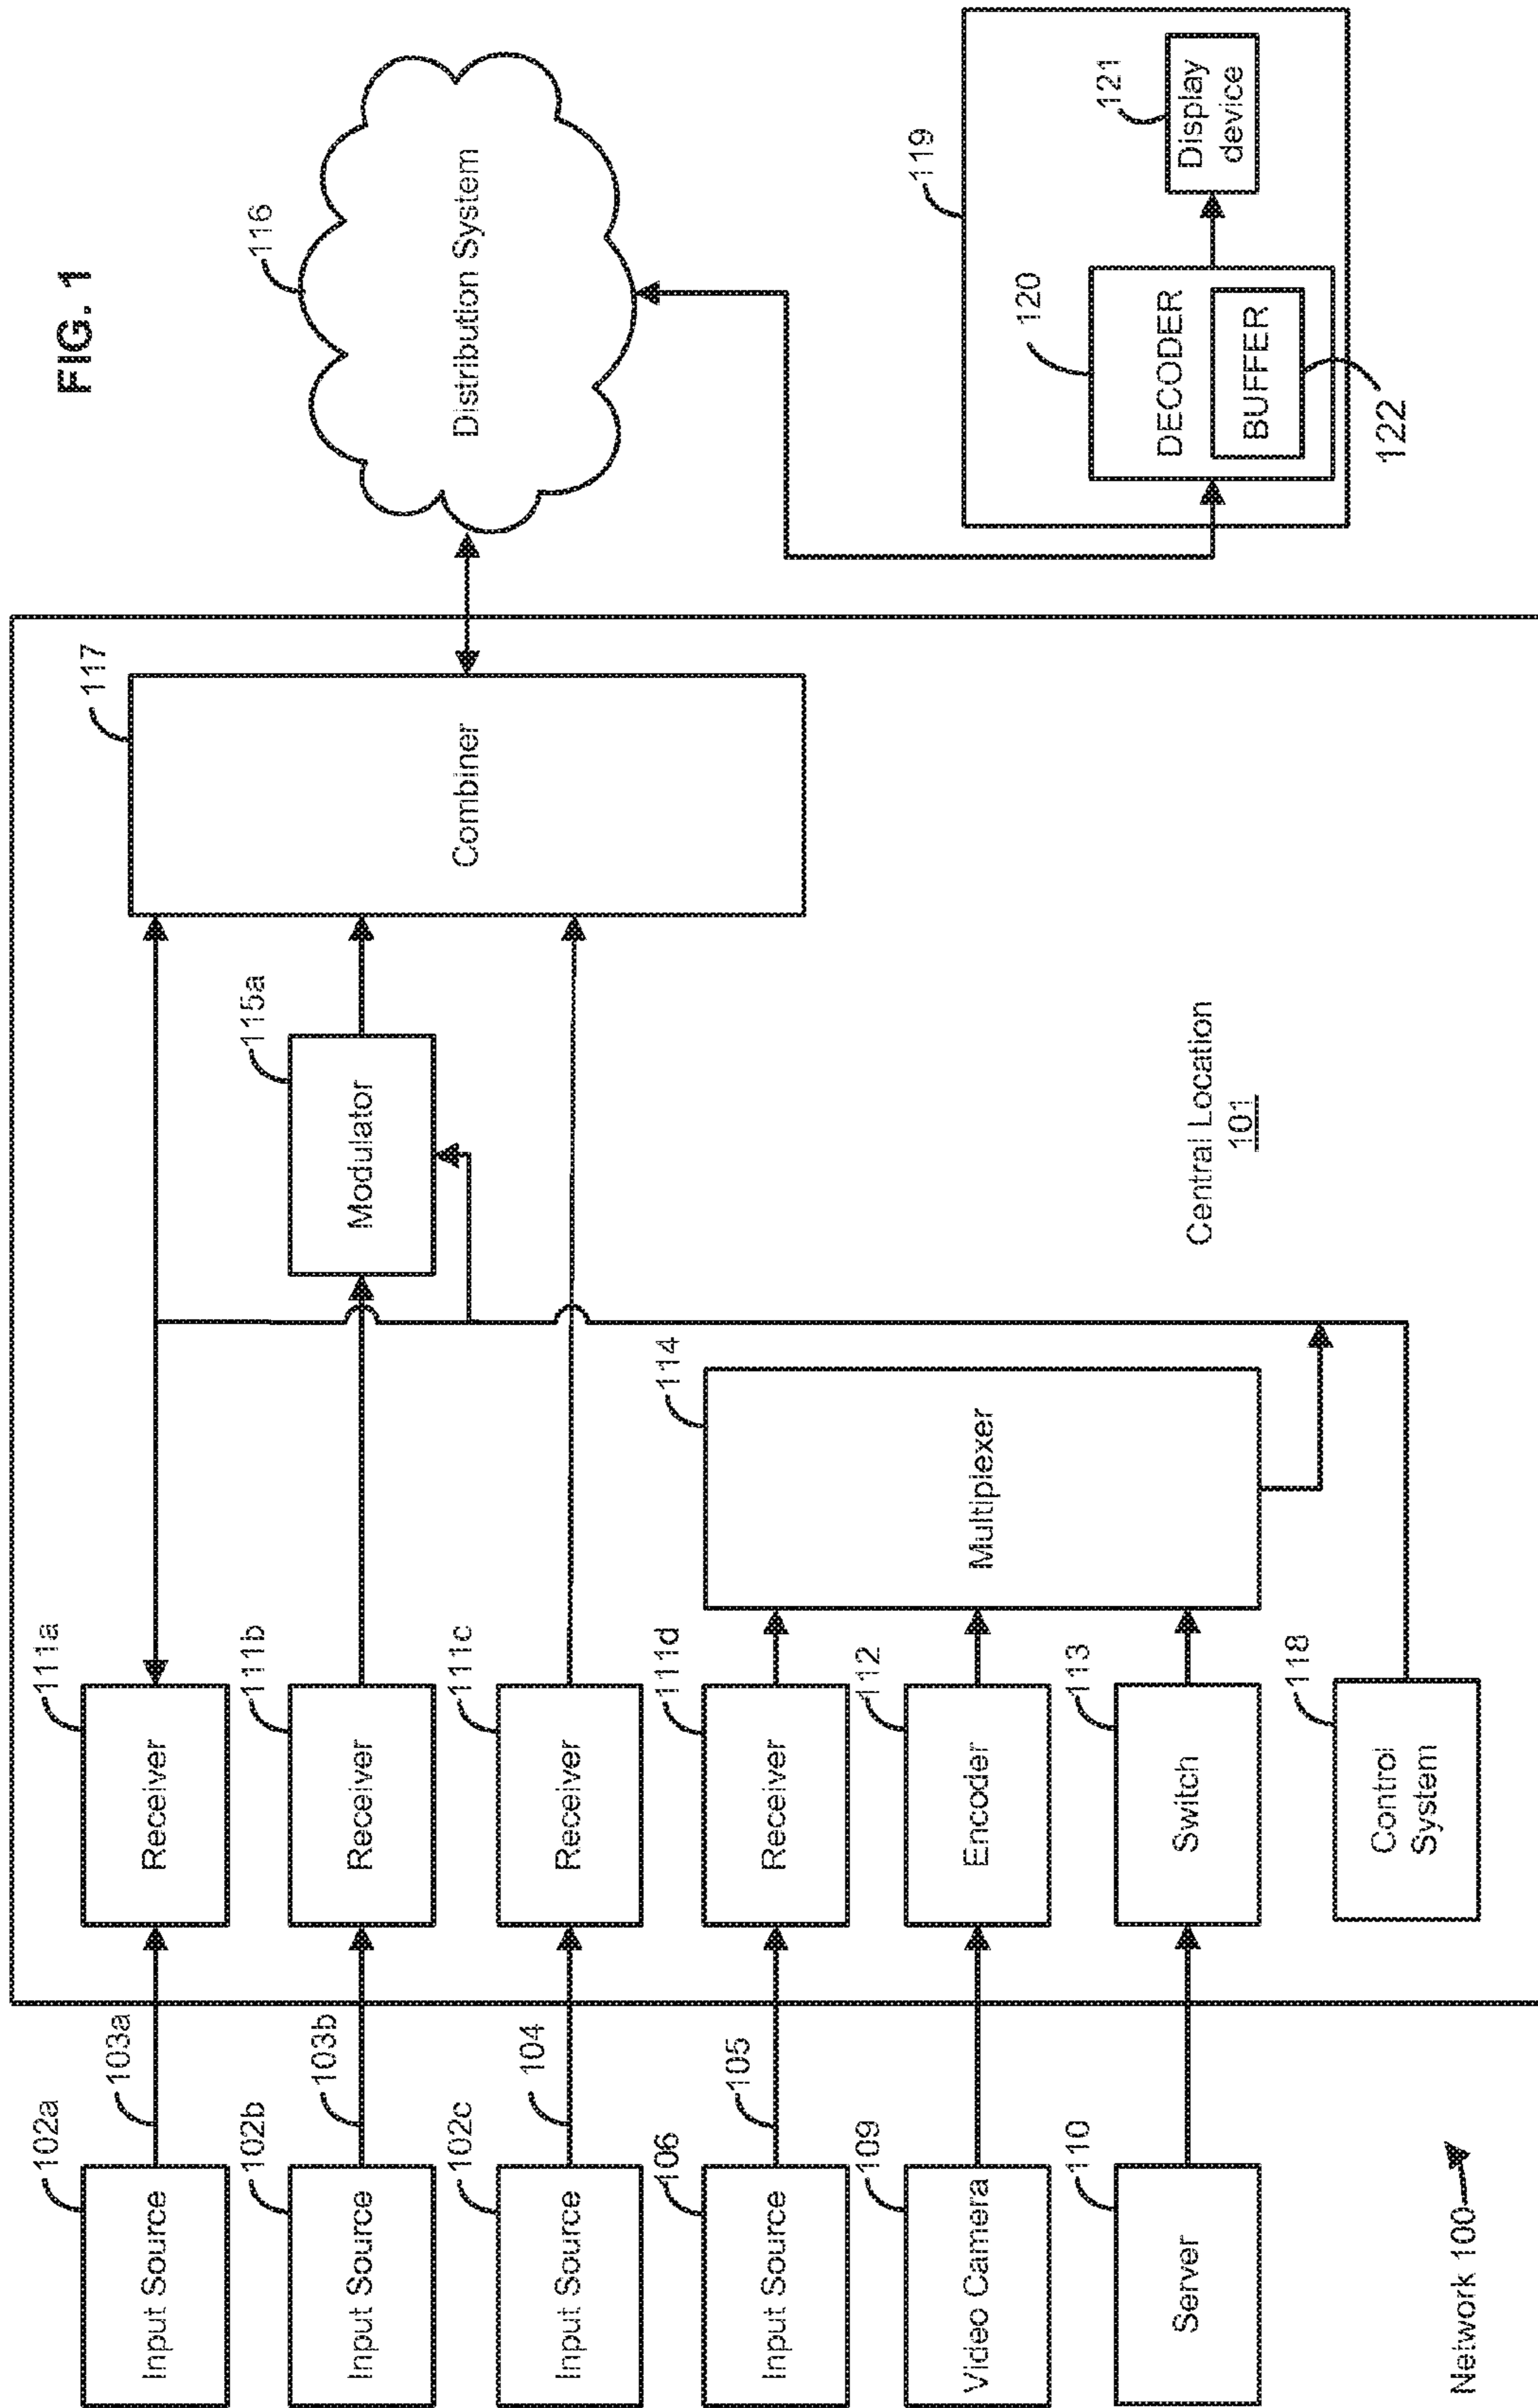 FIG. 1
102a
Input Source
103a
111a
Receiver
102b
Input Source
103b
111b
Receiver
115a
Modulator
102c
Input Source
104
111c
Receiver
106
Input Source
105
111d
Receiver
109
Video Camera
112
Encoder
110
Server
113
Switch
114
Multiplexer
118
Control
System
117
Combiner
116
Distribution System
119
120
DECODER
BUFFER
122
121
Display
device
Central Location
101
Network 100